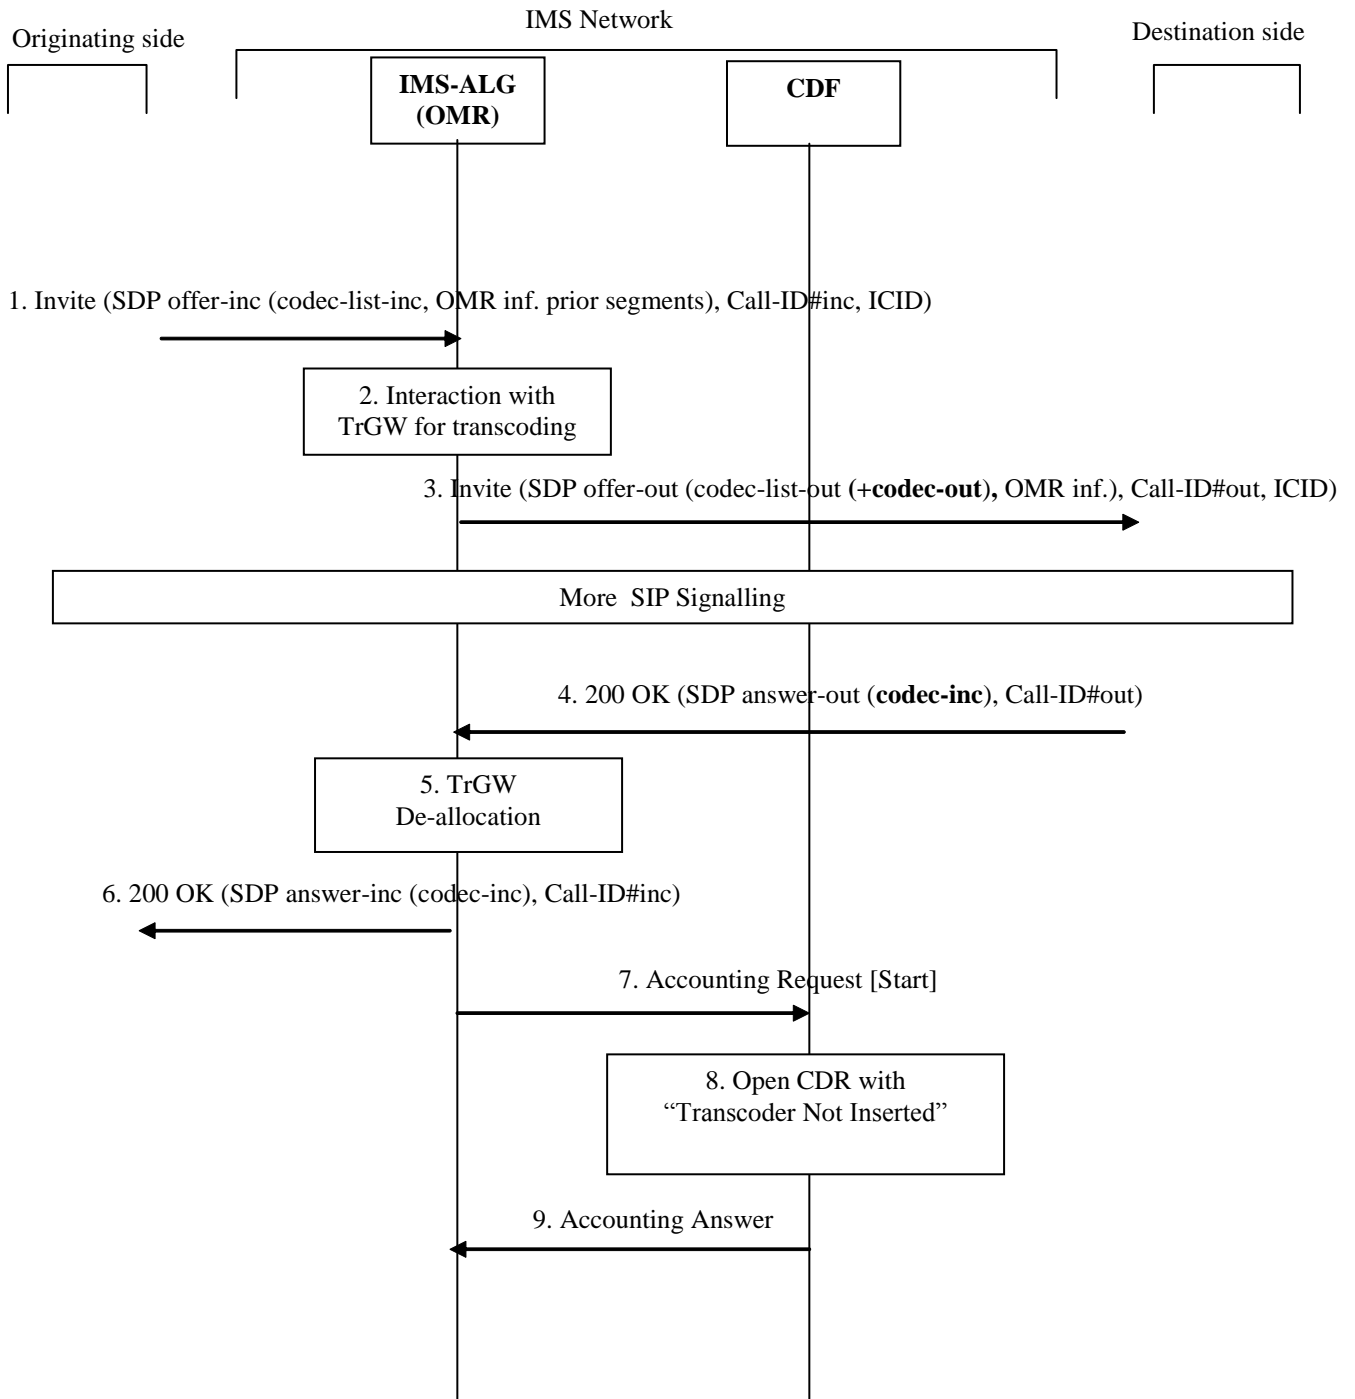 IMS Network
Originating side
Destination side
IMS-ALG
(OMR)
CDF
1. Invite (SDP offer-inc (codec-list-inc, OMR inf. prior segments), Call-ID#inc, ICID)
2. Interaction with
TrGW for transcoding
3. Invite (SDP offer-out (codec-list-out (+codec-out), OMR inf.), Call-ID#out, ICID)
More SIP Signalling
4. 200 OK (SDP answer-out (codec-inc), Call-ID#out)
5. TrGW
De-allocation
6. 200 OK (SDP answer-inc (codec-inc), Call-ID#inc)
7. Accounting Request [Start]
8. Open CDR with
“Transcoder Not Inserted”
9. Accounting Answer